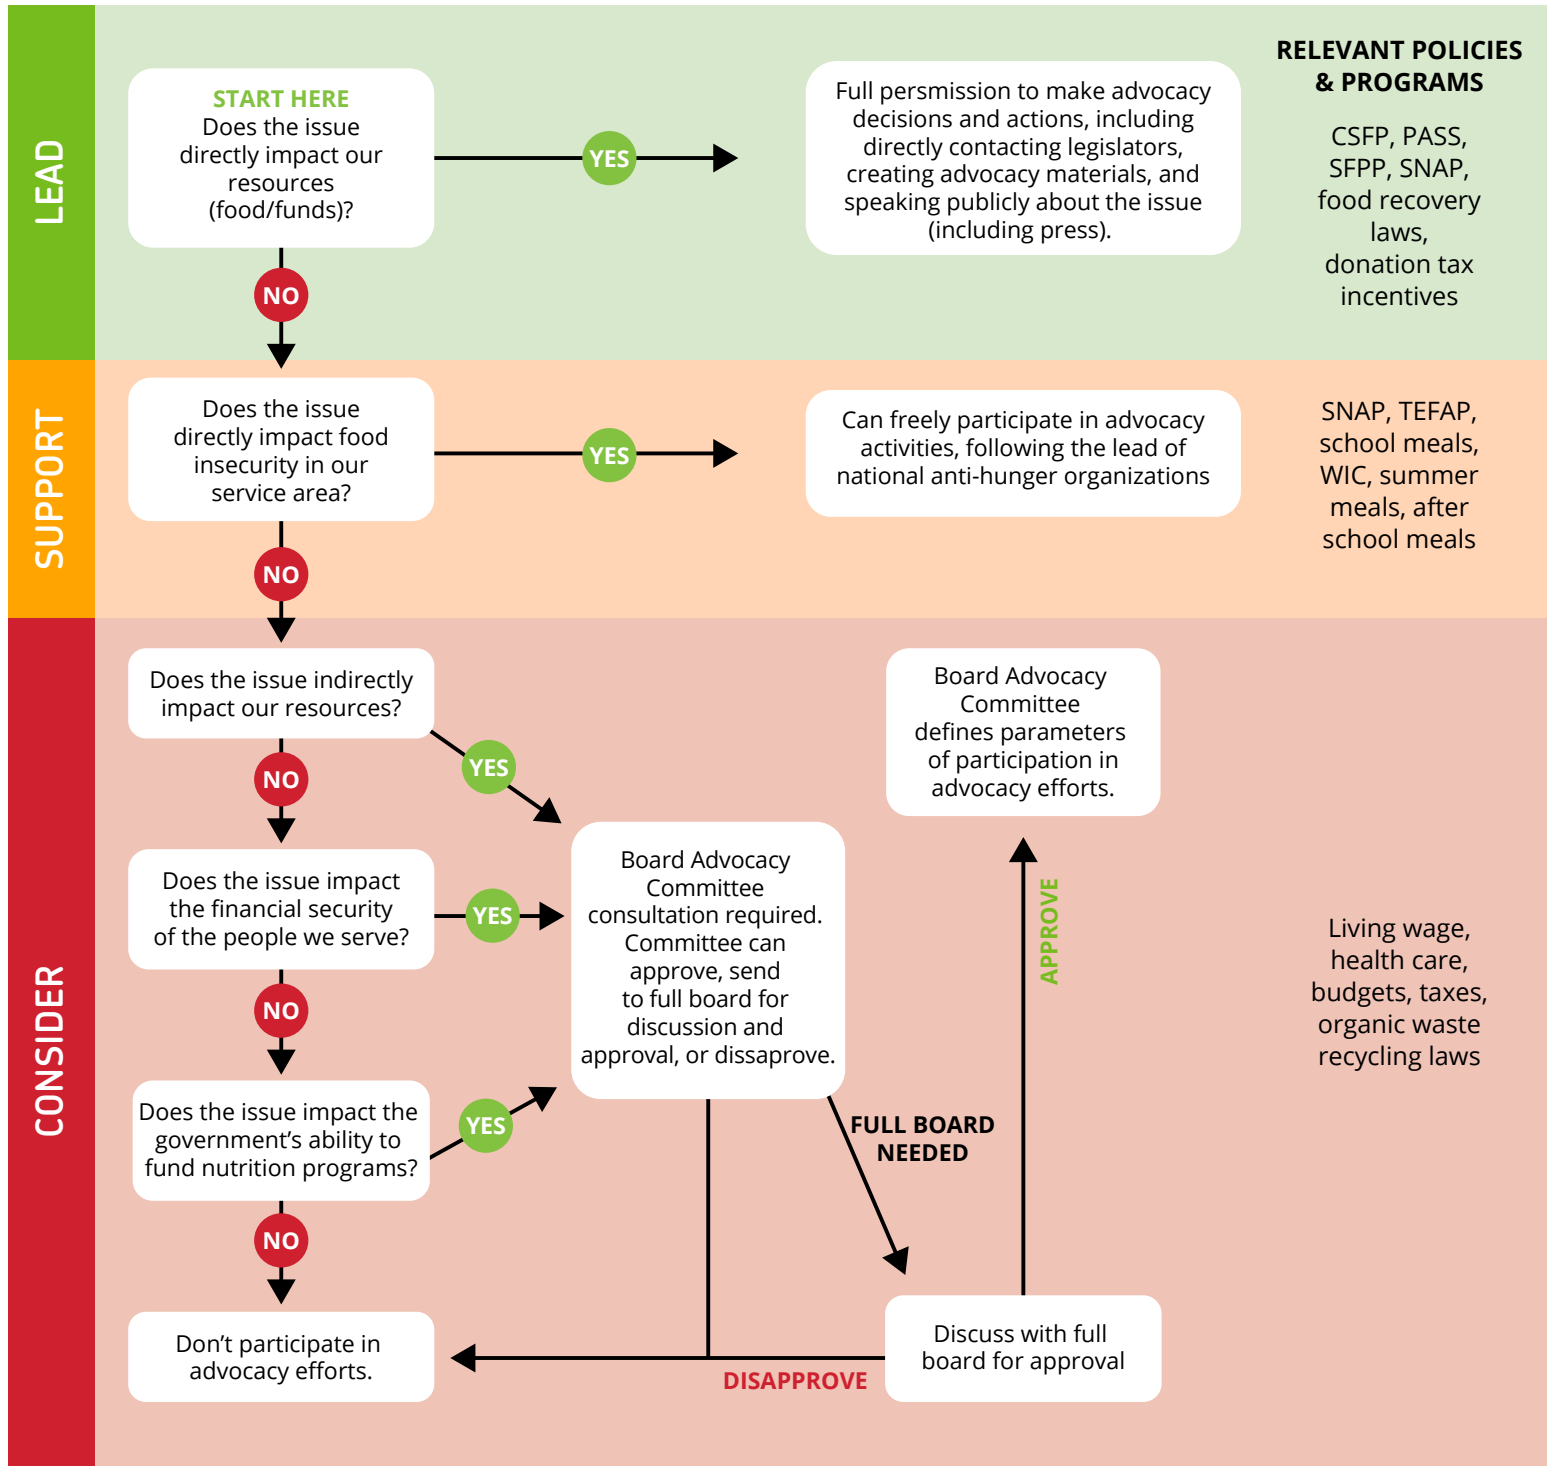 LEAD
START HERE
Does the issue
directly impact our
resources
(food/funds)?
YES
Full persmission to make advocacy
decisions and actions, including
directly contacting legislators,
creating advocacy materials, and
speaking publicly about the issue
(including press).
RELEVANT POLICIES
& PROGRAMS
CSFP, PASS,
SFPP, SNAP,
food recovery
laws,
donation tax
incentives
NO
SUPPORT
Does the issue
directly impact food
insecurity in our
service area?
YES
Can freely participate in advocacy
activities, following the lead of
national anti-hunger organizations
SNAP, TEFAP,
school meals,
WIC, summer
meals, after
school meals
NO
CONSIDER
Does the issue indirectly
impact our resources?
YES
NO
Does the issue impact
the financial security
of the people we serve?
YES
NO
Does the issue impact the
government’s ability to
fund nutrition programs?
YES
NO
Don’t participate in
advocacy efforts.
Board Advocacy
Committee
consultation required.
Committee can
approve, send
to full board for
discussion and
approval, or dissaprove.
FULL BOARD
NEEDED
Discuss with full
board for approval
DISAPPROVE
APPROVE
Board Advocacy
Committee
defines parameters
of participation in
advocacy efforts.
Living wage,
health care,
budgets, taxes,
organic waste
recycling laws